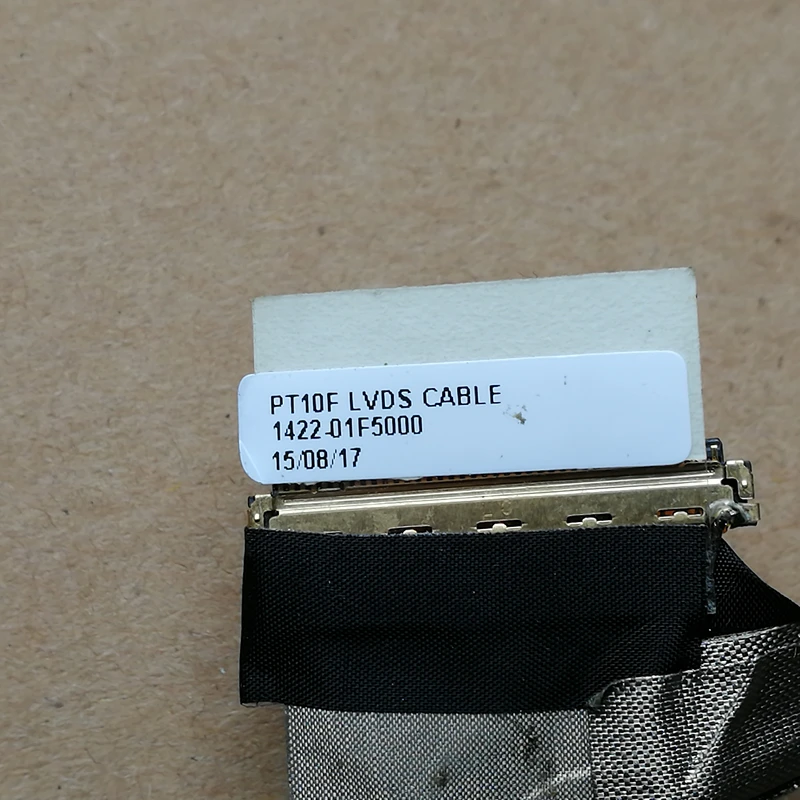 PT10F LVDS CABLE
1422-01F5000
15/08/17